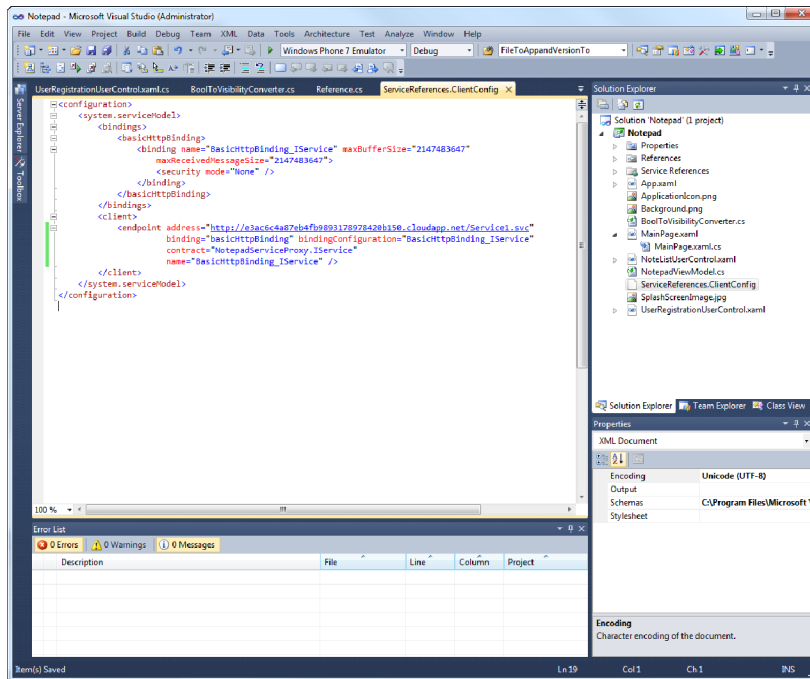 Notepad - Microsoft Visual Studio (Administrator)
File Edit View Project Build Debug Team XML Data Tools Architecture Test Analyze Window Help
Windows Phone 7 Emulator Debug FileToAppandVersionTo
UserRegistrationUserControl.xaml.cs BoolToVisibilityConverter.cs Reference.cs ServiceReferences.ClientConfig
Server Explorer
Toolbox
<configuration>
<system.serviceModel>
<bindings>
<basicHttpBinding>
<binding name="BasicHttpBinding_IService" maxBufferSize="2147483647"
maxReceivedMessageSize="2147483647">
<security mode="None" />
</binding>
</basicHttpBinding>
</bindings>
<client>
<endpoint address="http://e3ac6c4a87eb4fb9893178978420b150.cloudapp.net/Service1.svc"
binding="basicHttpBinding" bindingConfiguration="BasicHttpBinding_IService"
contract="NotepadServiceProxy.IService"
name="BasicHttpBinding_IService" />
</client>
</system.serviceModel>
</configuration>
100 %
Solution Explorer
Solution 'Notepad' (1 project)
Notepad
Properties
References
Service References
App.xaml
ApplicationIcon.png
Background.png
BoolToVisibilityConverter.cs
MainPage.xaml
MainPage.xaml.cs
NoteListUserControl.xaml
NotepadViewModel.cs
ServiceReferences.ClientConfig
SplashScreenImage.jpg
UserRegistrationUserControl.xaml
Solution Explorer Team Explorer Class View
Properties
XML Document
Encoding Unicode (UTF-8)
Output
Schemas C:\Program Files\Microsoft
Stylesheet
Encoding
Character encoding of the document.
Error List
0 Errors 0 Warnings 0 Messages
Description File Line Column Project
Item(s) Saved Ln 19 Col 1 Ch 1 INS